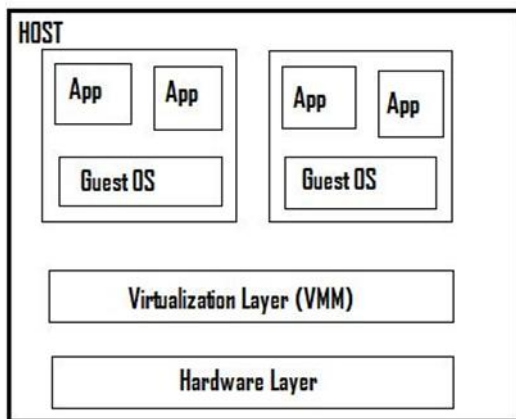 HOST
App App App App
Guest OS Guest OS
Virtualization Layer (VMM)
Hardware Layer